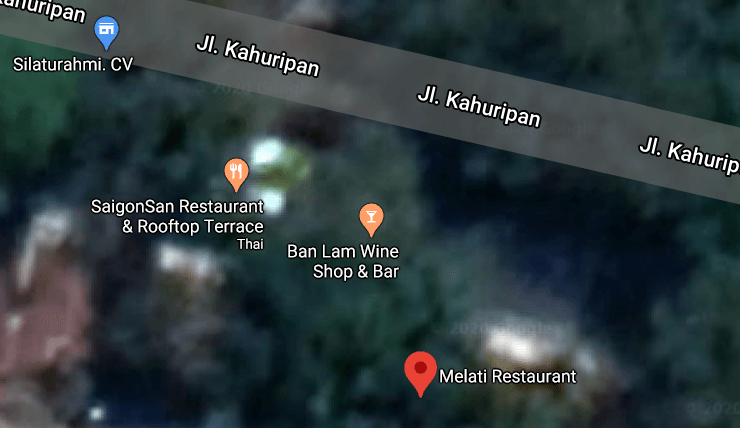 Kahuripan
Silaturahmi. CV
Jl. Kahuripan
Jl. Kahuripan
Jl. Kahurip
SaigonSan Restaurant
& Rooftop Terrace
Thai
Ban Lam Wine
Shop & Bar
Melati Restaurant